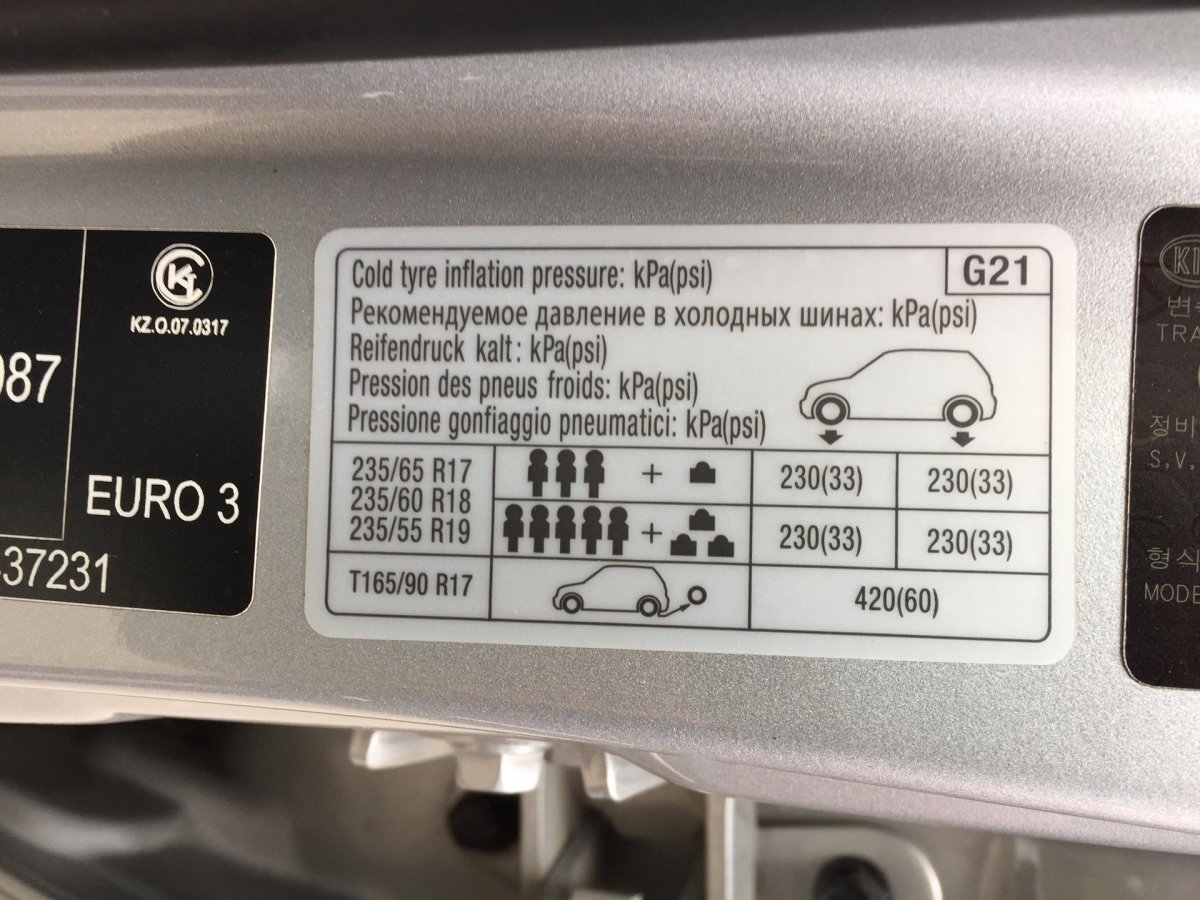 KZ.O.07.0317
087
EURO 3
37231
Cold tyre inflation pressure: kPa(psi)
G21
Рекомендуемое давление в холодных шинах: kPa(psi)
Reifendruck kalt: kPa(psi)
Pression des pneus froids: kPa(psi)
Pressione gonfiaggio pneumatici: kPa(psi)
235/65 R17
235/60 R18
235/55 R19
+
230(33)
230(33)
+
230(33)
230(33)
T165/90 R17
420(60)
변
TRA
정비
S.V.
형식
MODE